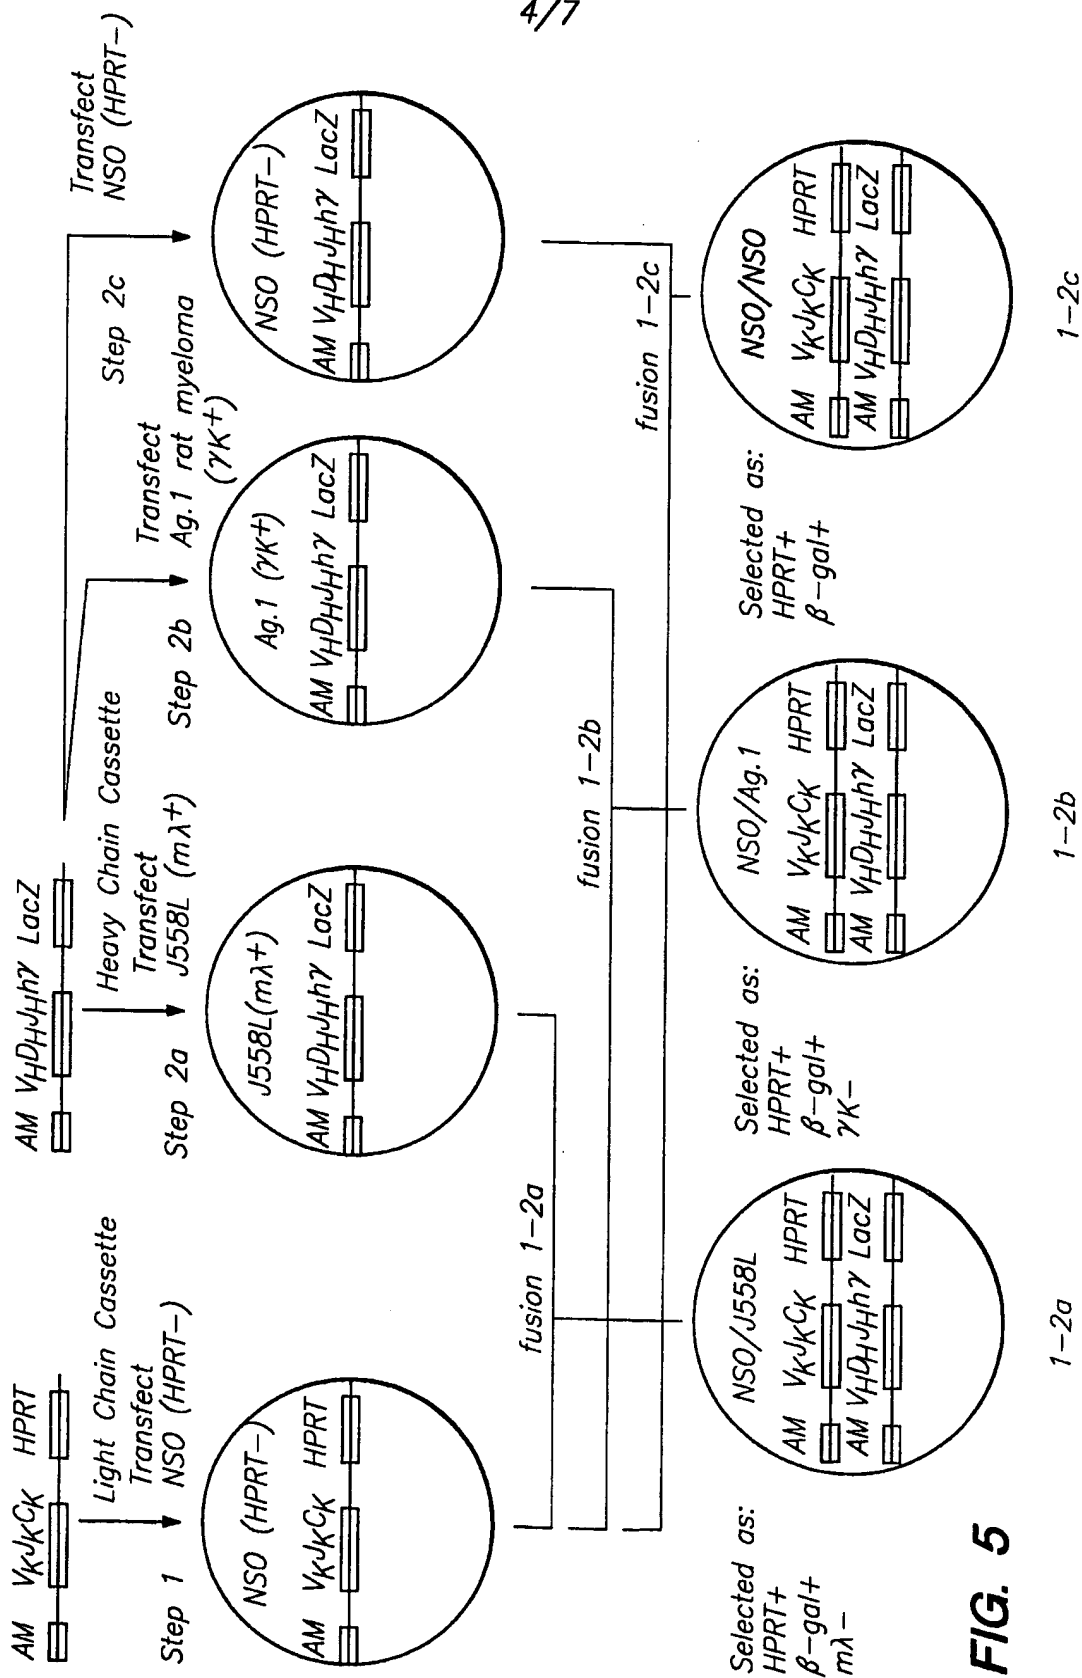 4/7
AM VKJKCK HPRT
Light Chain Cassette
Transfect
NSO (HPRT-)
Step 1
NSO (HPRT-)
AM VKJKCK HPRT
AM VHDHJHhγ LacZ
Heavy Chain Cassette
Transfect
J558L (mλ+)
Step 2a
J558L(mλ+)
AM VHDHJHhγ LacZ
Transfect
Ag.1 rat myeloma
(γK+)
Step 2b
Ag.1 (γK+)
AM VHDHJHhγ LacZ
Transfect
NSO (HPRT-)
Step 2c
NSO (HPRT-)
AM VHDHJHhγ LacZ
fusion 1-2a
fusion 1-2b
fusion 1-2c
Selected as:
HPRT+
β-gal+
mλ-
NSO/J558L
AM VKJKCK HPRT
AM VHDHJHhγ LacZ
1-2a
Selected as:
HPRT+
β-gal+
γK-
NSO/Ag.1
AM VKJKCK HPRT
AM VHDHJHhγ LacZ
1-2b
Selected as:
HPRT+
β-gal+
NSO/NSO
AM VKJKCK HPRT
AM VHDHJHhγ LacZ
1-2c
FIG. 5